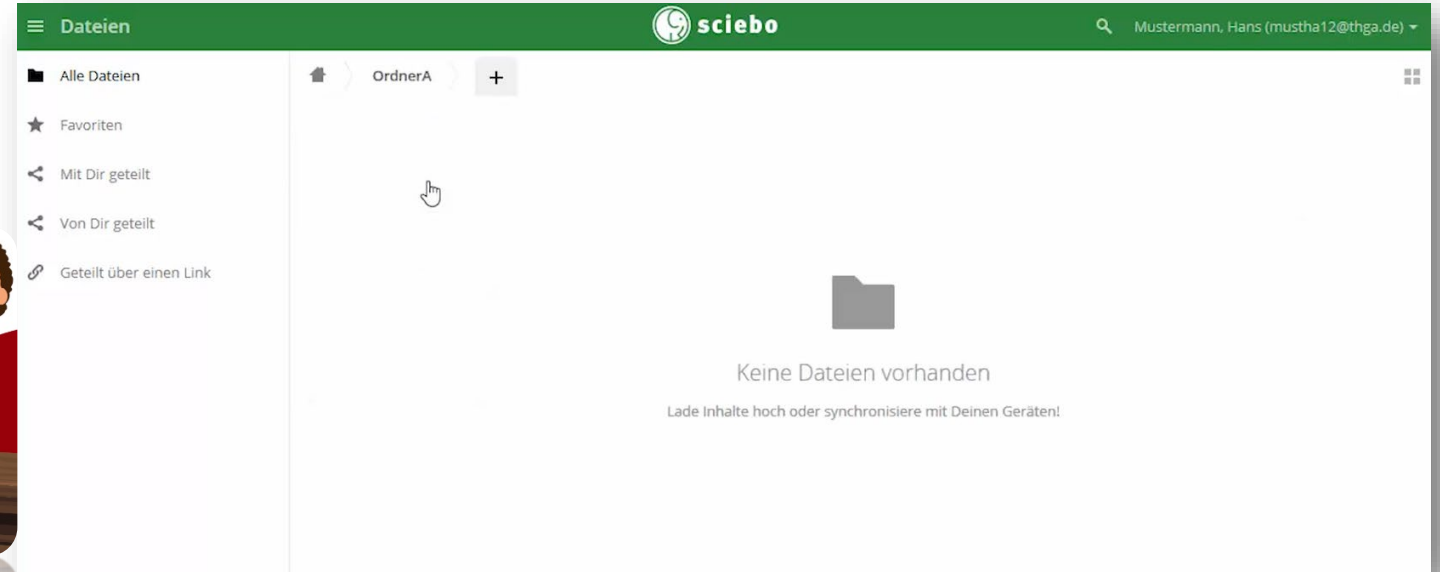 Dateien
sciebo
Mustermann, Hans (mustha12@thga.de)
Alle Dateien
OrdnerA
+
Favoriten
Mit Dir geteilt
Von Dir geteilt
Geteilt über einen Link
Keine Dateien vorhanden
Lade Inhalte hoch oder synchronisiere mit Deinen Geräten!